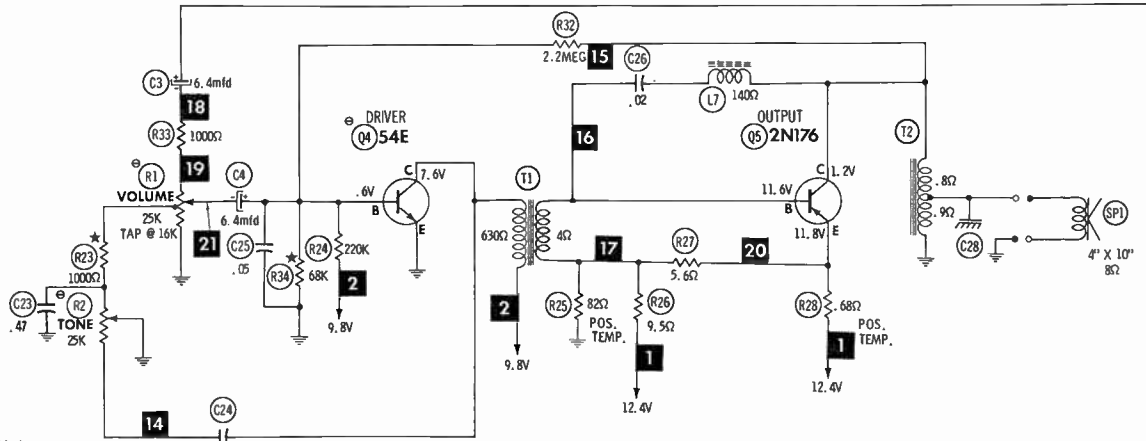 R32
2.2MEG
15
C26
.02
L7
140Ω
C3
+
-
6.4mfd
18
R33
1000Ω
19
⊖
R1
VOLUME
25K
TAP @ 16K
21
C4
-
+
6.4mfd
C25
.05
R34
68K
R24
220K
2
9.8V
⊖
DRIVER
Q4 54E
.6V
B
C
7.6V
E
16
T1
630Ω
4Ω
2
9.8V
17
R25
82Ω
POS.
TEMP.
R26
9.5Ω
1
12.4V
R27
5.6Ω
20
OUTPUT
Q5 2N176
C
1.2V
11.6V
B
11.8V
E
R28
.68Ω
POS.
TEMP.
1
12.4V
T2
.8Ω
.9Ω
C28
SP1
4" X 10"
8Ω
★
R23
1000Ω
C23
.47
⊖
R2
TONE
25K
★
14
C24